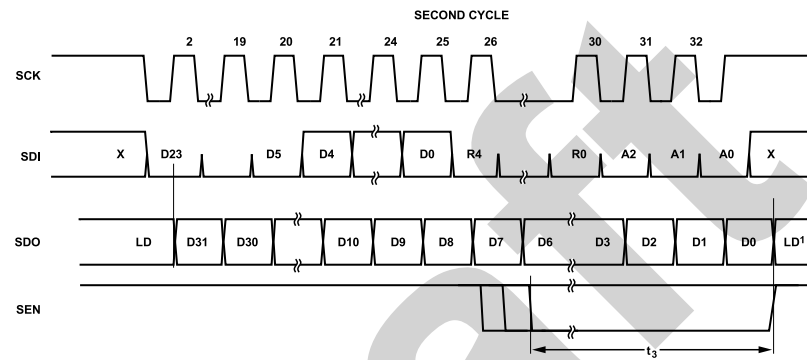 SECOND CYCLE
2 19 20 21 24 25 26 30 31 32
SCK
SDI X D23 D5 D4 D0 R4 R0 A2 A1 A0 X
SDO LD D31 D30 D10 D9 D8 D7 D6 D3 D2 D1 D0 LD1
SEN
t3